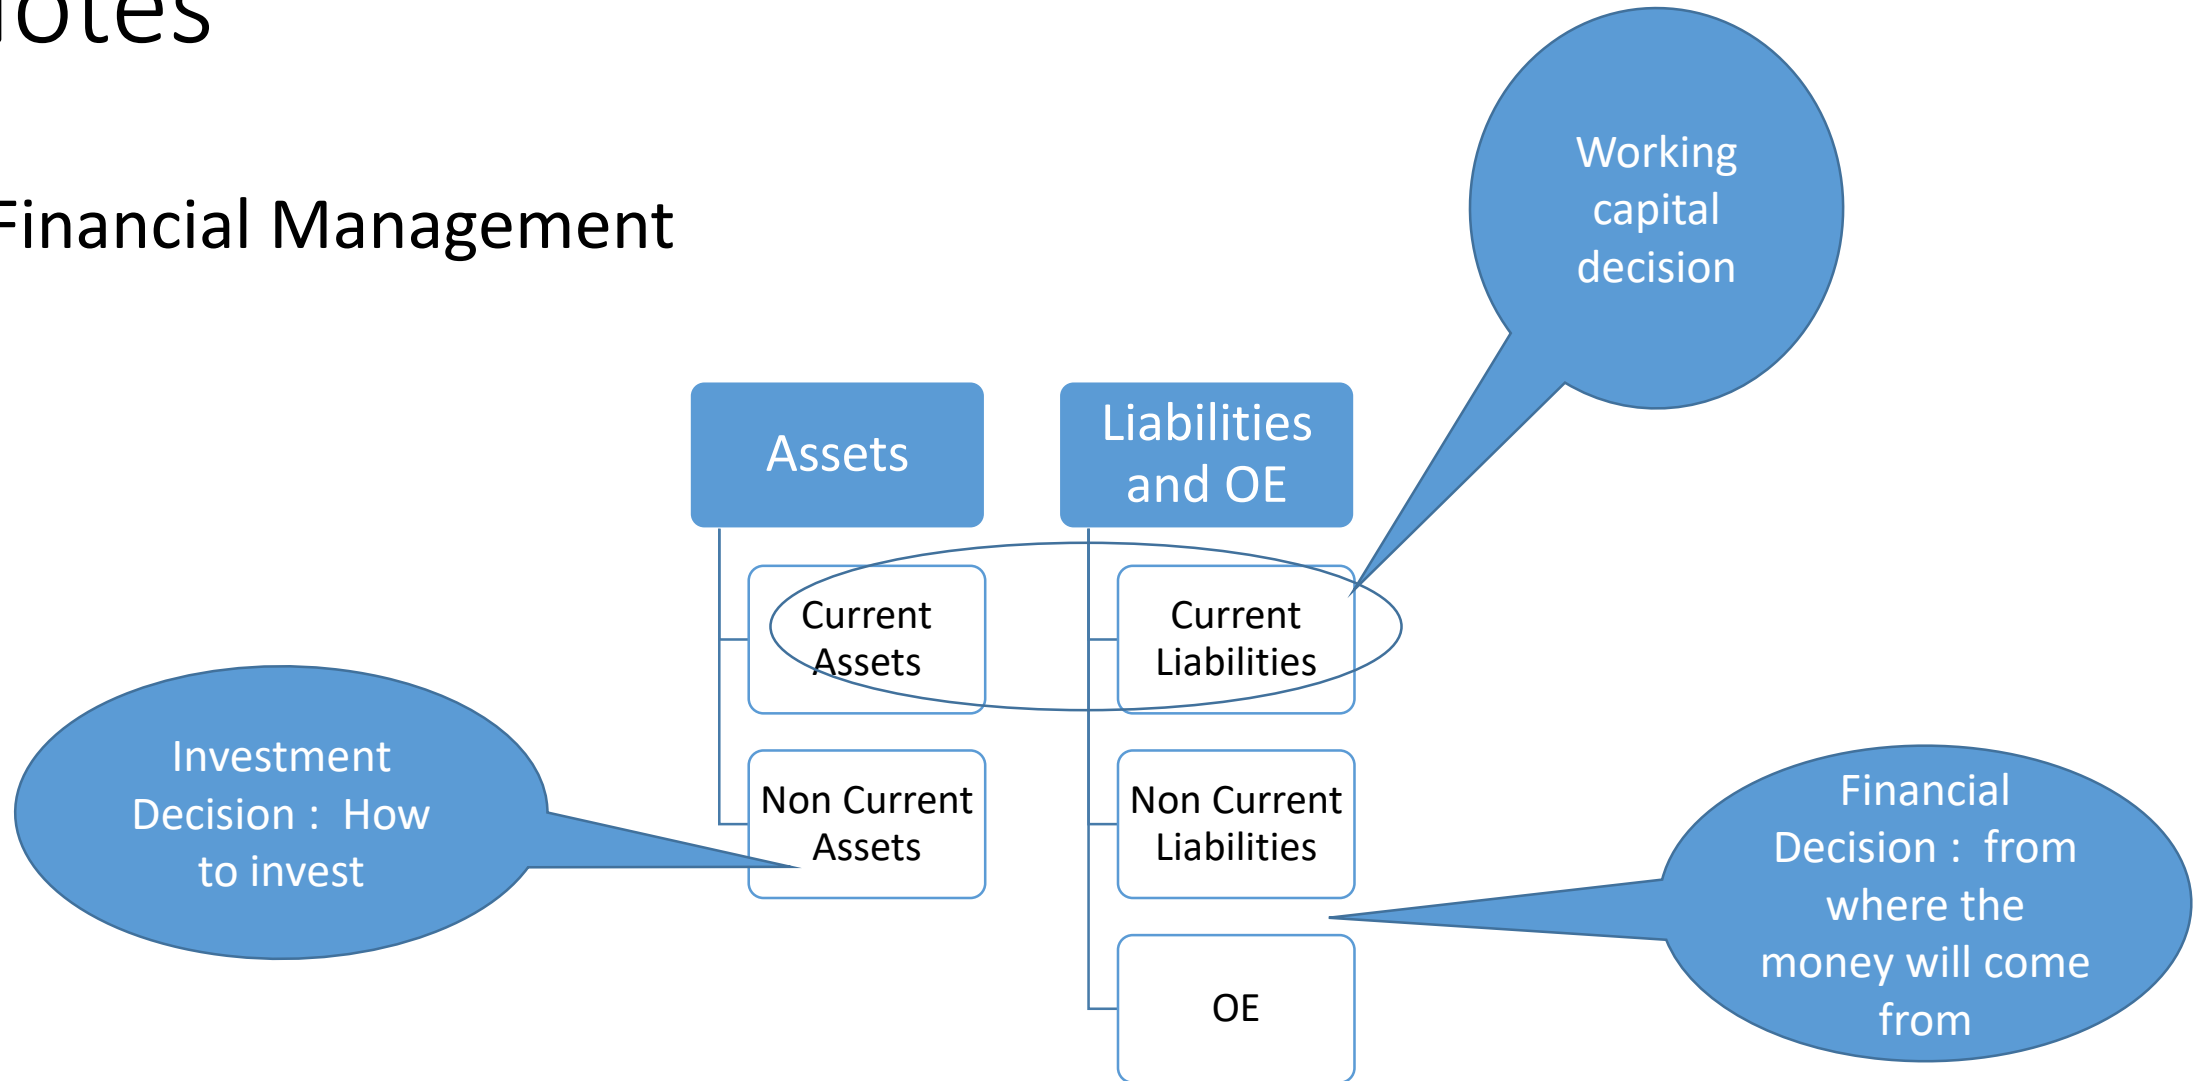 Notes
Financial Management
Working
capital
decision
Assets
Liabilities
and OE
Current
Assets
Current
Liabilities
Investment
Decision :  How
to invest
Non Current
Assets
Non Current
Liabilities
Financial
Decision :  from
where the
money will come
from
OE